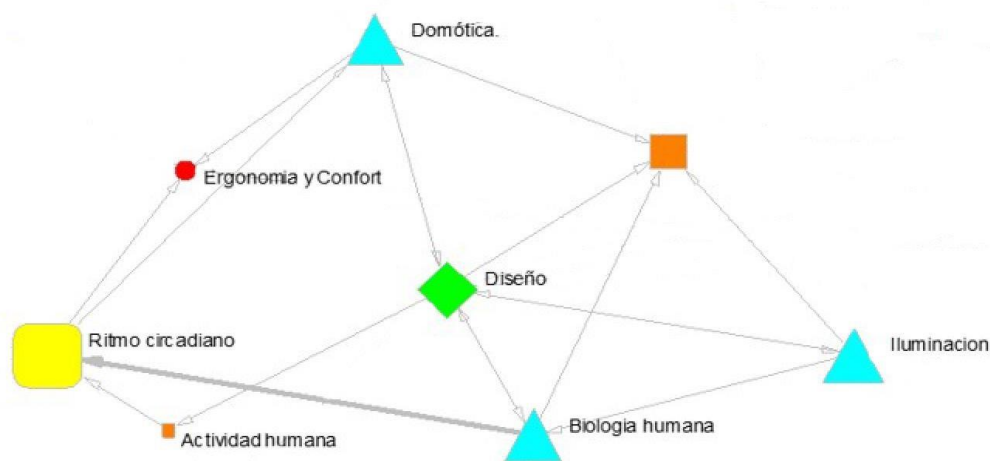 Domótica.
Ergonomia y Confort
Diseño
Ritmo circadiano
Iluminacion
Biologia humana
Actividad humana